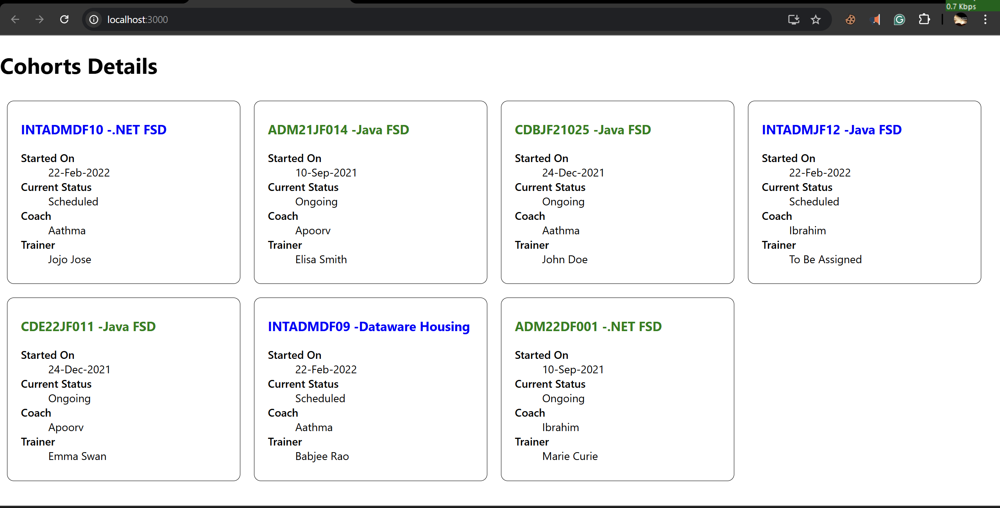 0.7 Kbps
localhost:3000
Cohorts Details
INTADMDF10 -.NET FSD
Started On
22-Feb-2022
Current Status
Scheduled
Coach
Aathma
Trainer
Jojo Jose
ADM21JF014 -Java FSD
Started On
10-Sep-2021
Current Status
Ongoing
Coach
Apoorv
Trainer
Elisa Smith
CDBJF21025 -Java FSD
Started On
24-Dec-2021
Current Status
Ongoing
Coach
Aathma
Trainer
John Doe
INTADMJF12 -Java FSD
Started On
22-Feb-2022
Current Status
Scheduled
Coach
Ibrahim
Trainer
To Be Assigned
CDE22JF011 -Java FSD
Started On
24-Dec-2021
Current Status
Ongoing
Coach
Apoorv
Trainer
Emma Swan
INTADMDF09 -Dataware Housing
Started On
22-Feb-2022
Current Status
Scheduled
Coach
Aathma
Trainer
Babjee Rao
ADM22DF001 -.NET FSD
Started On
10-Sep-2021
Current Status
Ongoing
Coach
Ibrahim
Trainer
Marie Curie